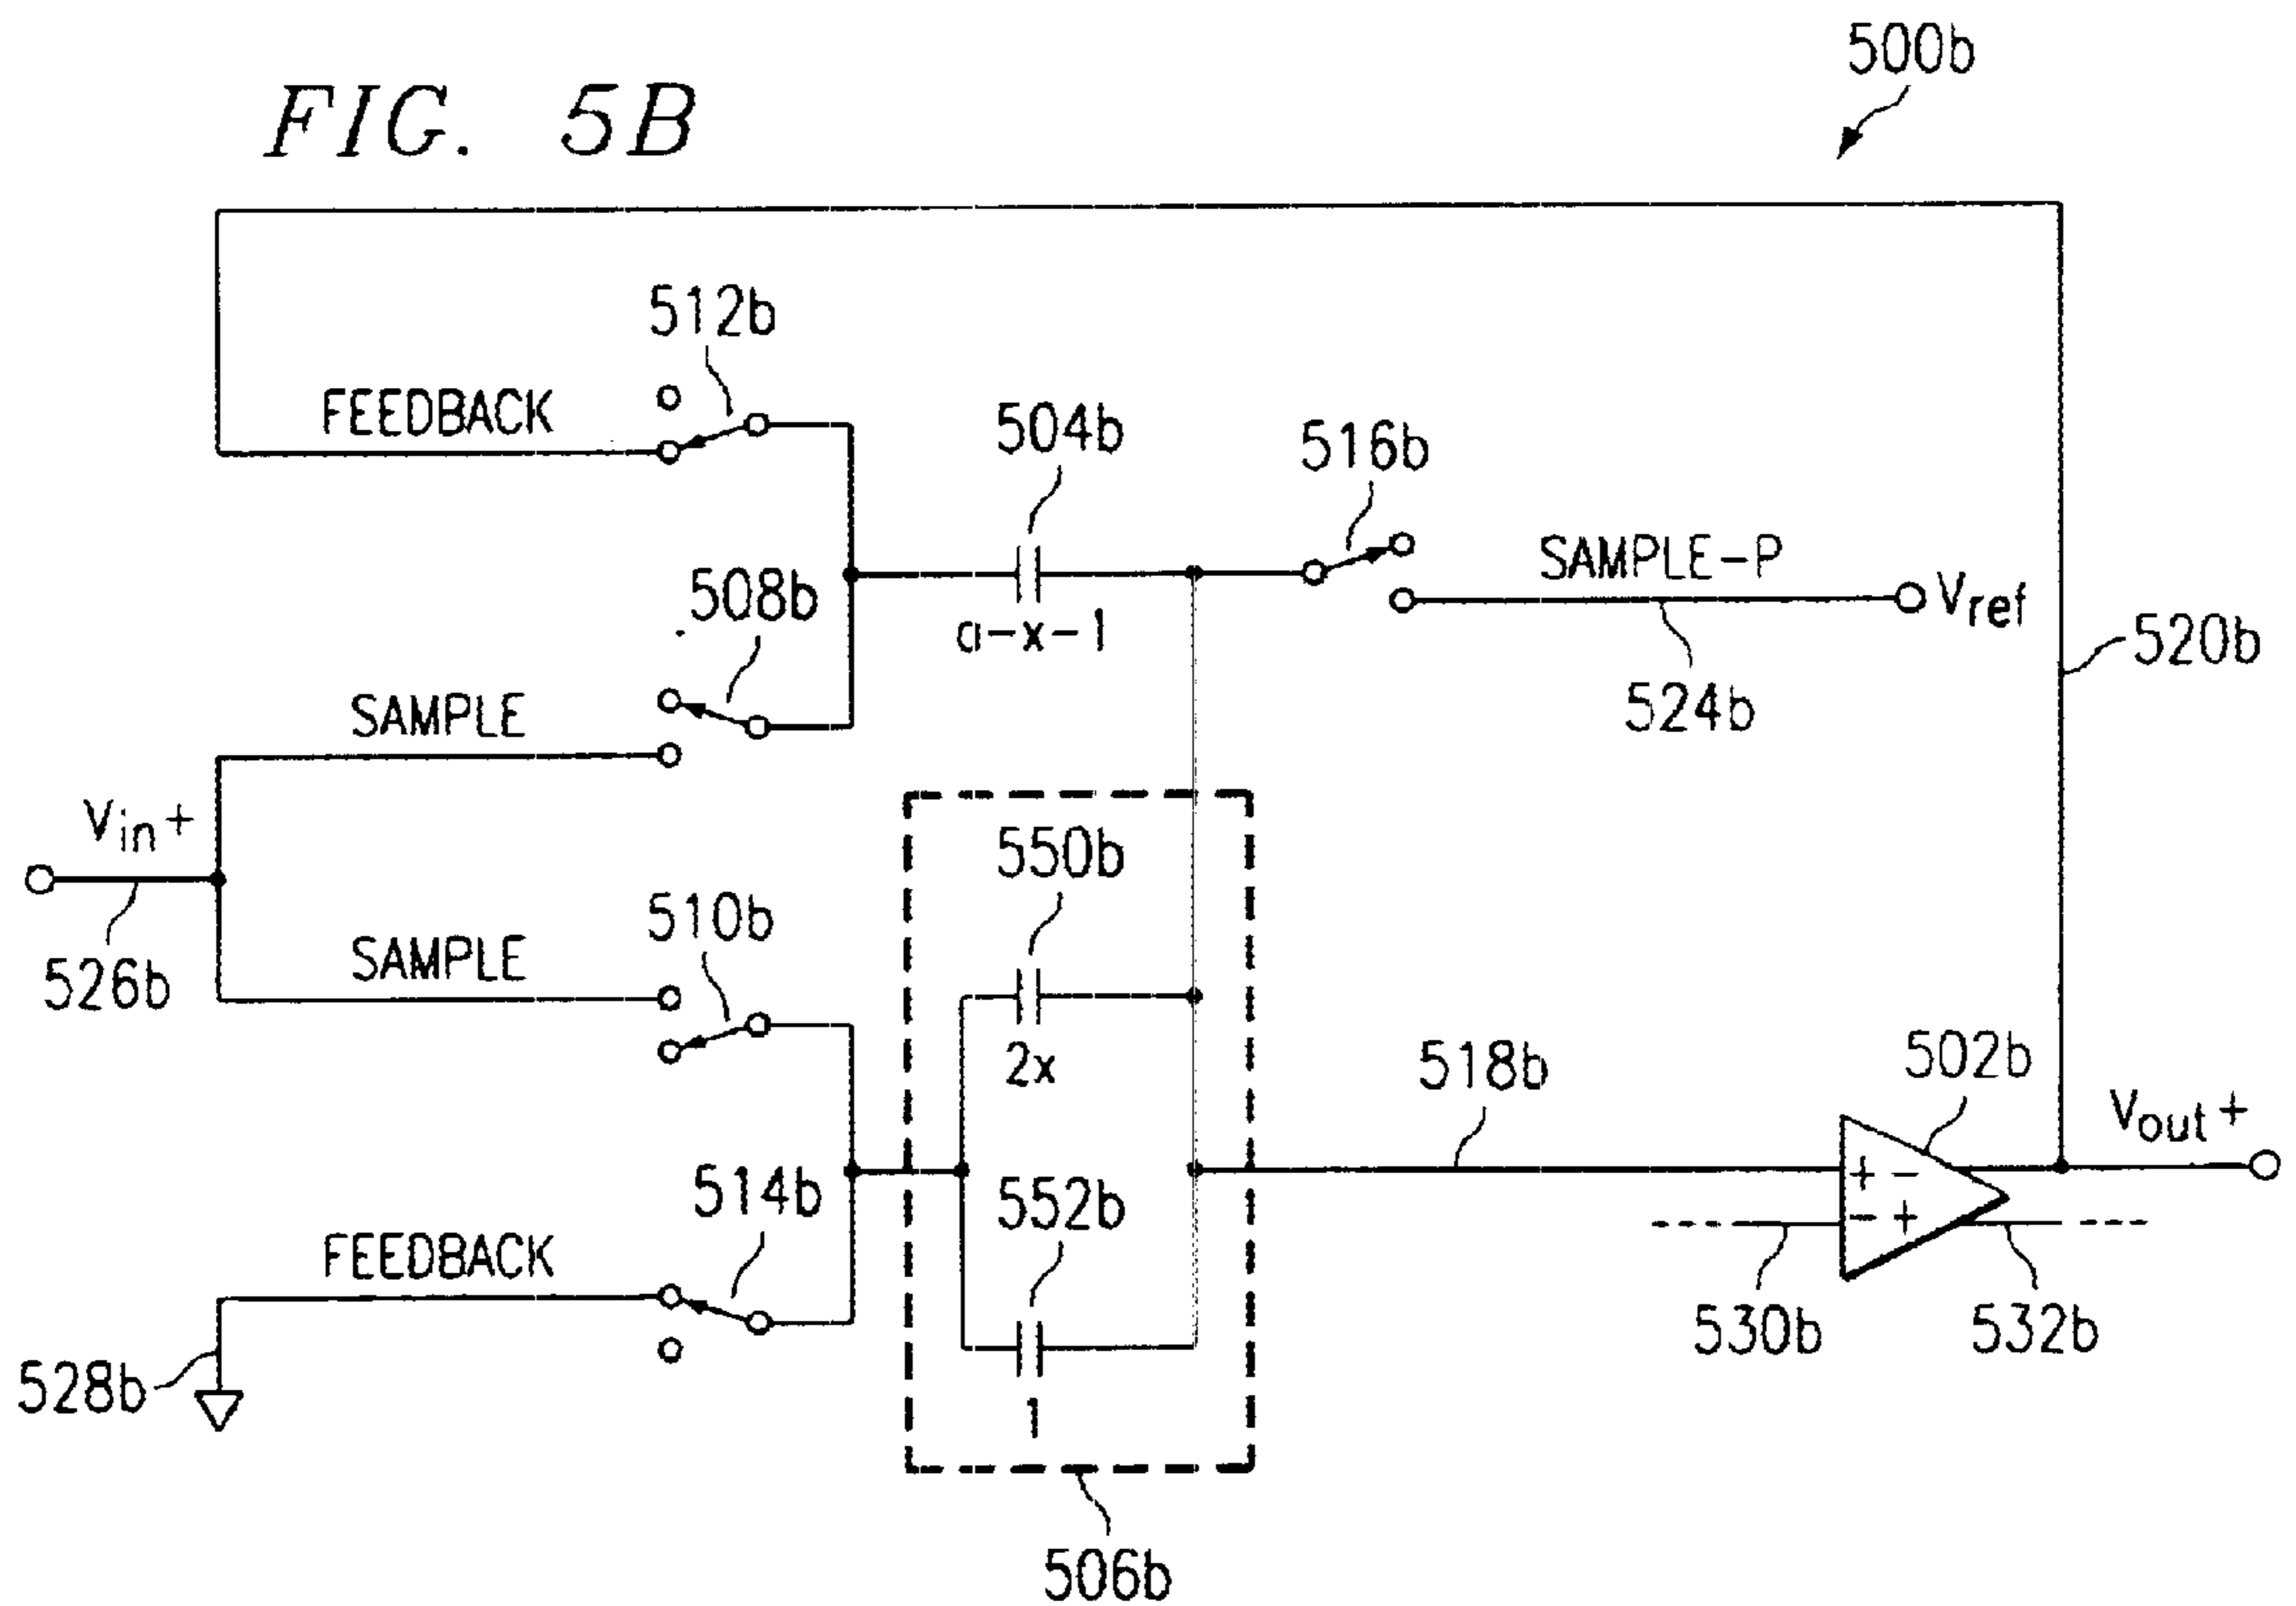 500b
FIG. 5B
512b
FEEDBACK
504b
516b
SAMPLE-P
508b
a-x-1
Vref
520b
SAMPLE
524b
Vin+
550b
510b
SAMPLE
526b
2x
518b
502b
Vout+
514b
552b
+ -
FEEDBACK
- +
530b
532b
528b
1
506b